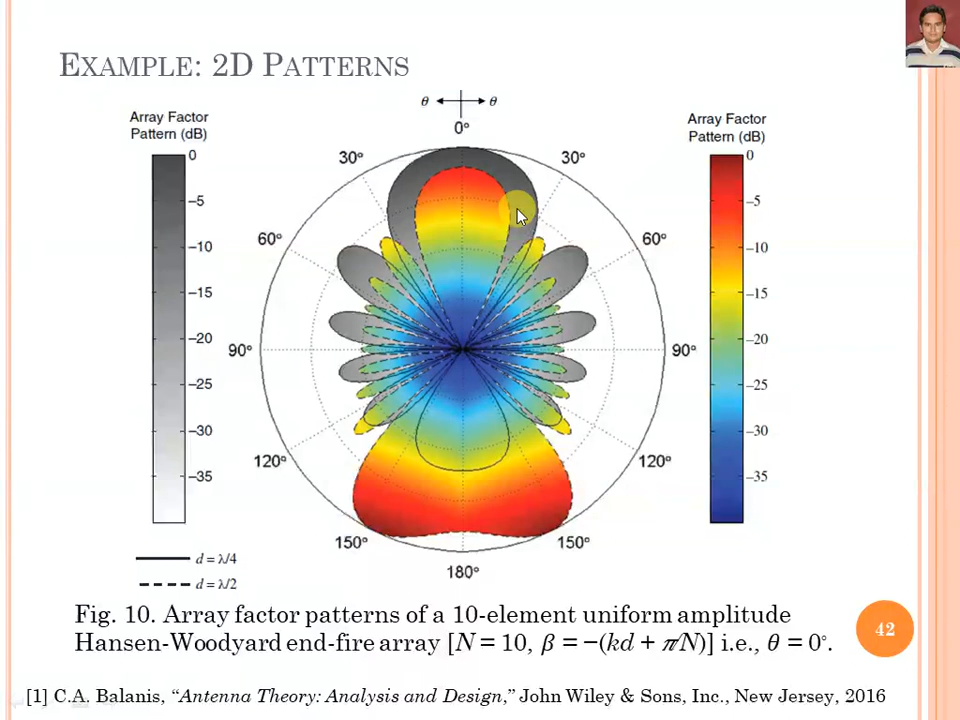 EXAMPLE: 2D PATTERNS
θ θ
0°
Array Factor
Pattern (dB)
0
−5
−10
−15
−20
−25
−30
−35
30° 30°
60° 60°
90° 90°
120° 120°
150° 150°
180°
Array Factor
Pattern (dB)
0
−5
−10
−15
−20
−25
−30
−35
d = λ/4
d = λ/2
Fig. 10. Array factor patterns of a 10-element uniform amplitude
Hansen-Woodyard end-fire array [N = 10, β = −(kd + π/N)] i.e., θ = 0°.
42
[1] C.A. Balanis, “Antenna Theory: Analysis and Design,” John Wiley & Sons, Inc., New Jersey, 2016